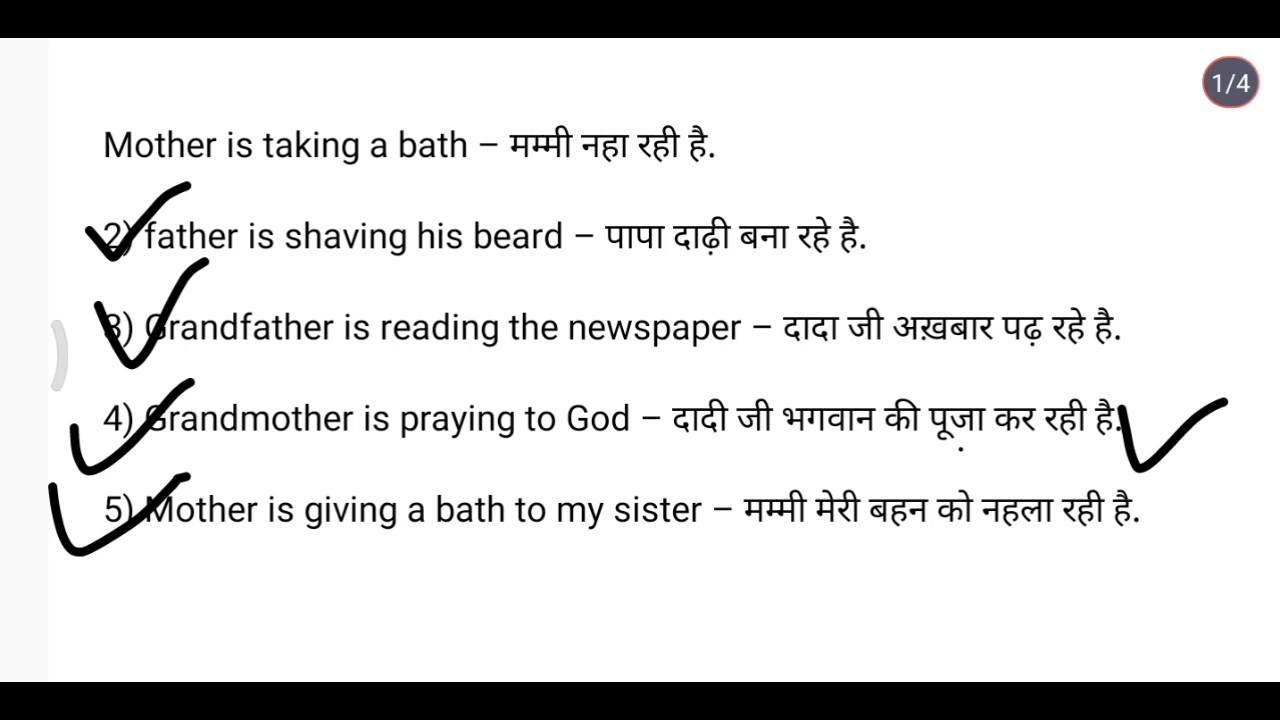 1/4
Mother is taking a bath – मम्मी नहा रही है.
2) father is shaving his beard – पापा दाढ़ी बना रहे है.
3) Grandfather is reading the newspaper – दादा जी अख़बार पढ़ रहे है.
4) Grandmother is praying to God – दादी जी भगवान की पूजा कर रही है.
5) Mother is giving a bath to my sister – मम्मी मेरी बहन को नहला रही है.